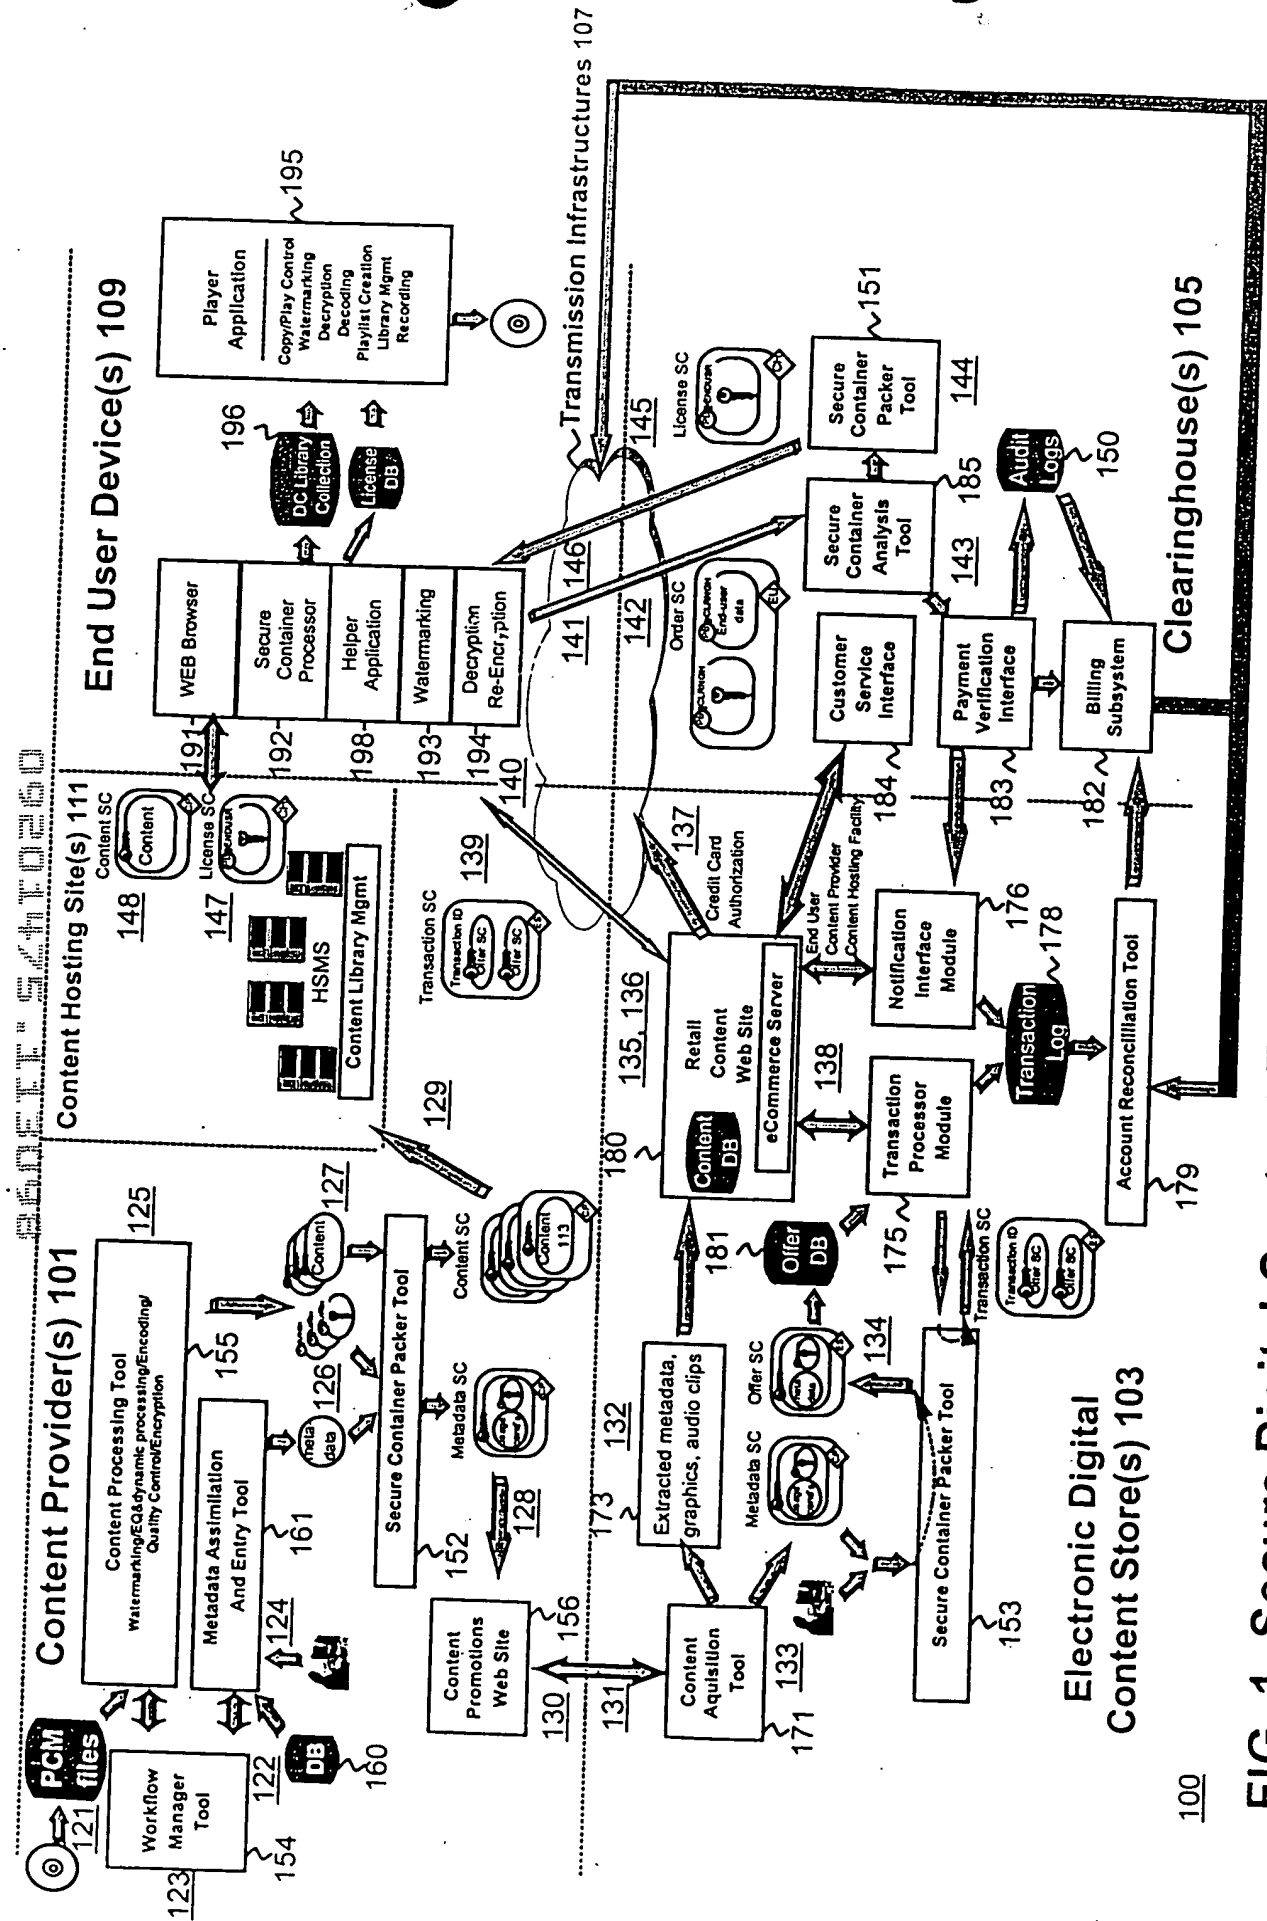 Content Provider(s) 101
121
PCM
files
Workflow
Manager
Tool
123
154
122
DB
160
Content Processing Tool
Watermarking/EQ&dynamic processing/Encoding/
Quality Control/Encryption
125
155
Metadata Assimilation
And Entry Tool
161
124
meta
data
126
Content
127
Secure Container Packer Tool
152
Metadata SC
Content SC
Content
113
128
129
Content
Promotions
Web Site
156
130
Content Hosting Site(s) 111
Content SC
Content
148
License SC
147
HSMS
Content Library Mgmt
End User Device(s) 109
WEB Browser
191
Secure
Container
Processor
192
Helper
Application
198
Watermarking
193
Decryption
Re-Encryption
194
DC Library
Collection
196
License
DB
Player
Application
Copy/Play Control
Watermarking
Decryption
Decoding
Playlist Creation
Library Mgmt
Recording
195
Transmission Infrastructures 107
Transaction SC
Transaction ID
Offer SC
Offer SC
139
140
141
146
142
145
131
Content
Aquisition
Tool
171
132
173
Extracted metadata,
graphics, audio clips
133
Metadata SC
Offer SC
134
Secure Container Packer Tool
153
135, 136
180
Retail
Content
Web Site
Content
DB
eCommerce Server
181
Offer
DB
137
Credit Card
Authorization
138
End User
Content Provider
Content Hosting Facility
Transaction
Processor
Module
175
Notification
Interface
Module
176
Transaction SC
Transaction ID
Offer SC
Offer SC
Transaction
Log
178
Account Reconciliation Tool
179
Electronic Digital
Content Store(s) 103
Order SC
End-user
data
EU
License SC
Secure
Container
Packer
Tool
151
144
Secure
Container
Analysis
Tool
185
143
Customer
Service
Interface
184
Payment
Verification
Interface
183
Audit
Logs
150
Billing
Subsystem
182
Clearinghouse(s) 105
100